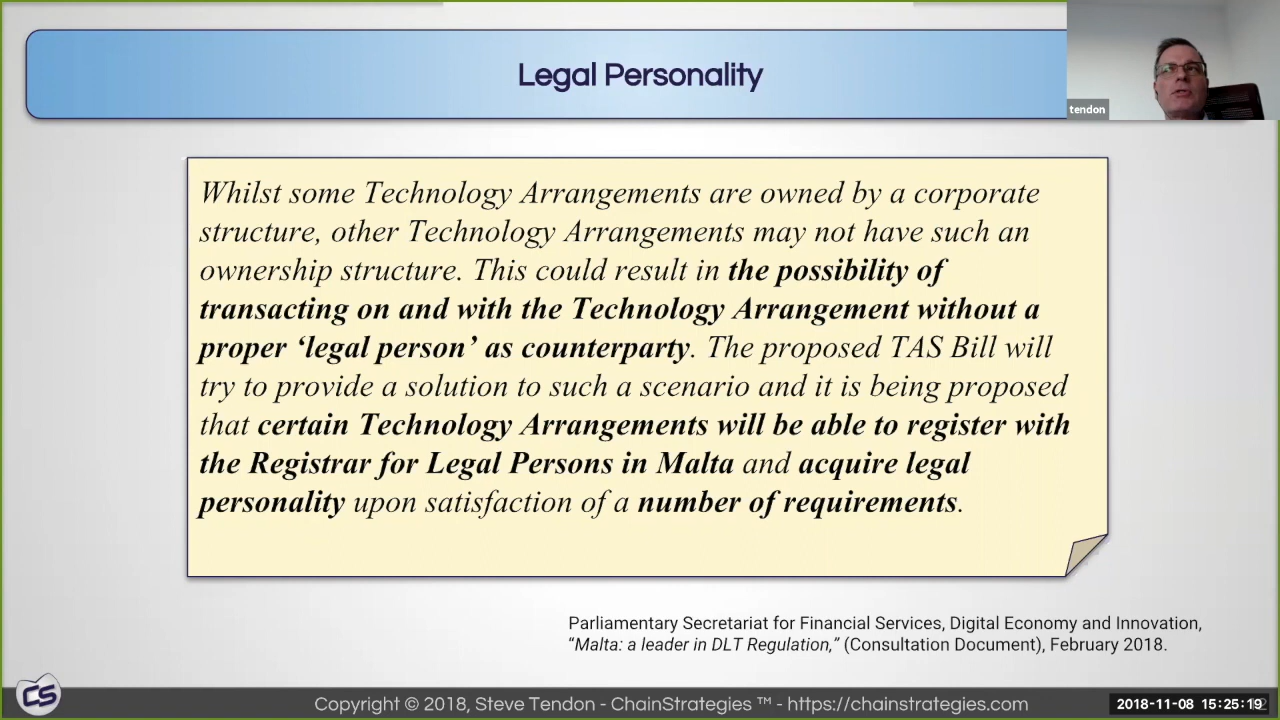 Legal Personality
tendon
Whilst some Technology Arrangements are owned by a corporate
structure, other Technology Arrangements may not have such an
ownership structure. This could result in the possibility of
transacting on and with the Technology Arrangement without a
proper ‘legal person’ as counterparty. The proposed TAS Bill will
try to provide a solution to such a scenario and it is being proposed
that certain Technology Arrangements will be able to register with
the Registrar for Legal Persons in Malta and acquire legal
personality upon satisfaction of a number of requirements.
Parliamentary Secretariat for Financial Services, Digital Economy and Innovation,
“Malta: a leader in DLT Regulation,” (Consultation Document), February 2018.
CS
Copyright © 2018, Steve Tendon - ChainStrategies ™ - https://chainstrategies.com
2018-11-08 15:25:19